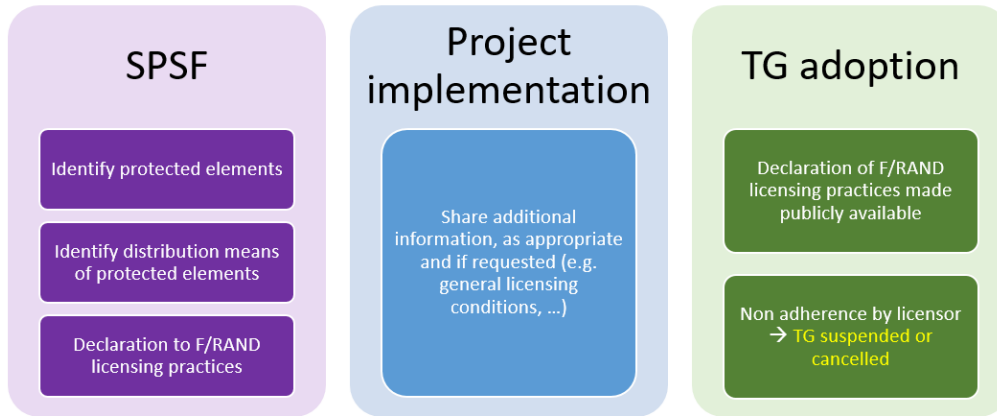 SPSF
Identify protected elements
Identify distribution means
of protected elements
Declaration to F/RAND
licensing practices
Project
implementation
Share additional
information, as appropriate
and if requested (e.g.
general licensing
conditions, …)
TG adoption
Declaration of F/RAND
licensing practices made
publicly available
Non adherence by licensor
→ TG suspended or
cancelled